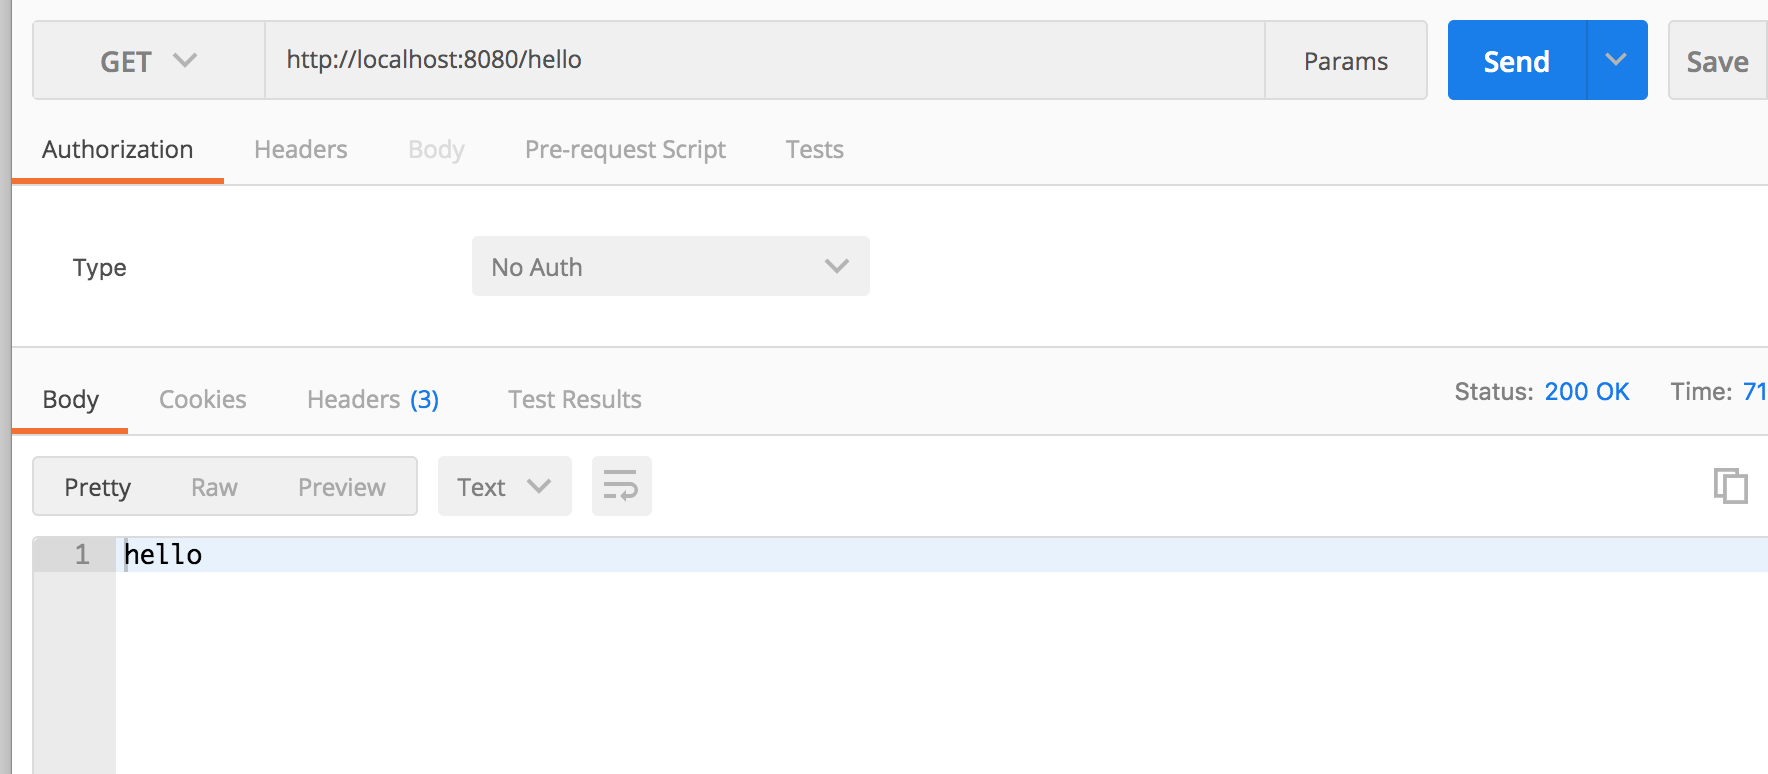 GET http://localhost:8080/hello Params Send Save
Authorization Headers Body Pre-request Script Tests
Type No Auth
Body Cookies Headers (3) Test Results Status: 200 OK Time: 71
Pretty Raw Preview Text
1 hello